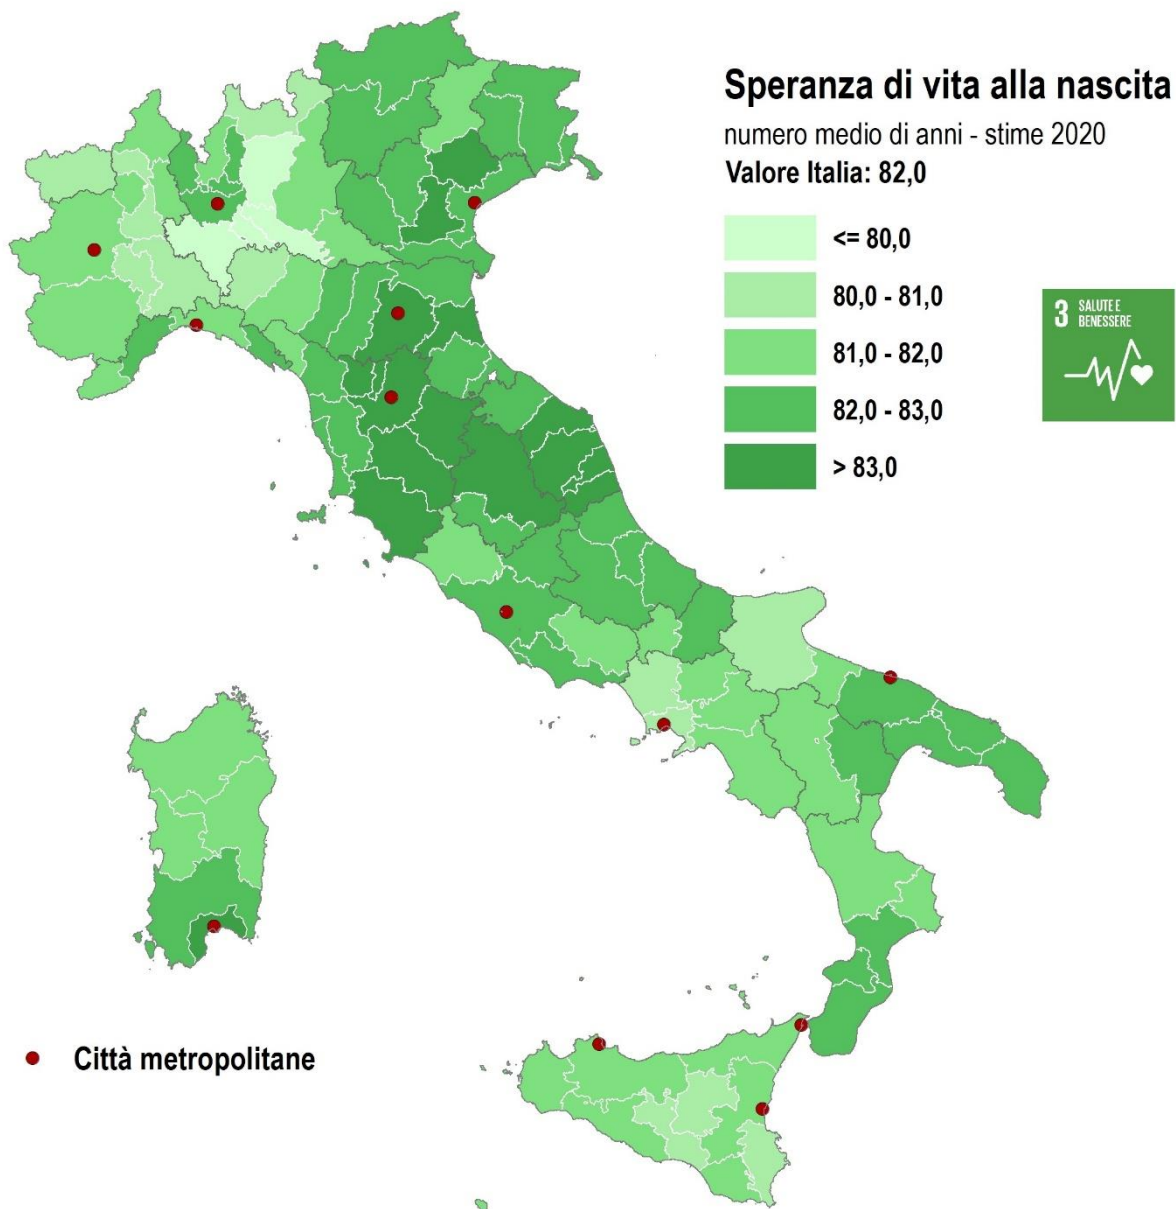 Speranza di vita alla nascita
numero medio di anni - stime 2020
Valore Italia: 82,0
<= 80,0
80,0 - 81,0
81,0 - 82,0
82,0 - 83,0
> 83,0
3 SALUTE E
BENESSERE
Città metropolitane